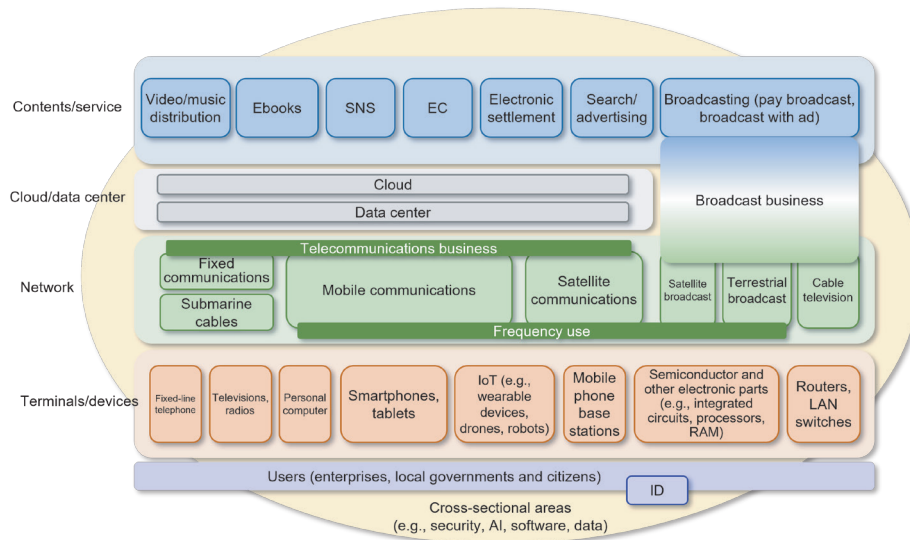 Contents/service
Video/music
distribution
Ebooks
SNS
EC
Electronic
settlement
Search/
advertising
Broadcasting (pay broadcast,
broadcast with ad)
Cloud/data center
Cloud
Data center
Broadcast business
Network
Telecommunications business
Fixed
communications
Submarine
cables
Mobile communications
Satellite
communications
Satellite
broadcast
Terrestrial
broadcast
Cable
television
Frequency use
Terminals/devices
Fixed-line
telephone
Televisions,
radios
Personal
computer
Smartphones,
tablets
IoT (e.g.,
wearable
devices,
drones, robots)
Mobile
phone
base
stations
Semiconductor and
other electronic parts
(e.g., integrated
circuits, processors,
RAM)
Routers,
LAN
switches
Users (enterprises, local governments and citizens)
ID
Cross-sectional areas
(e.g., security, AI, software, data)